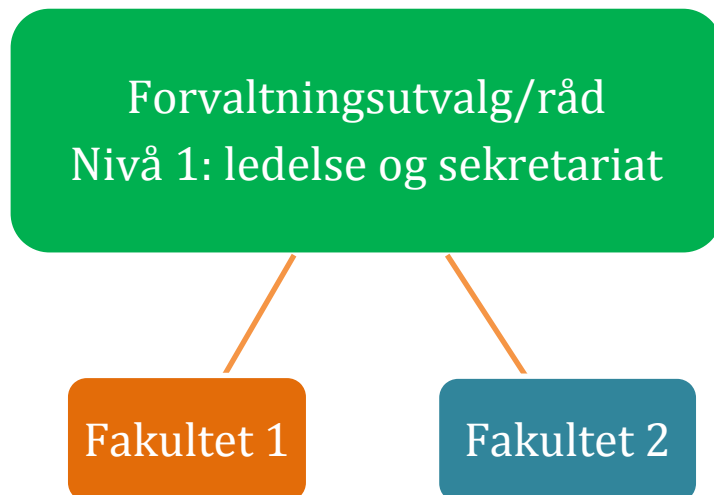 Forvaltningsutvalg/råd
Nivå 1: ledelse og sekretariat
Fakultet 1
Fakultet 2